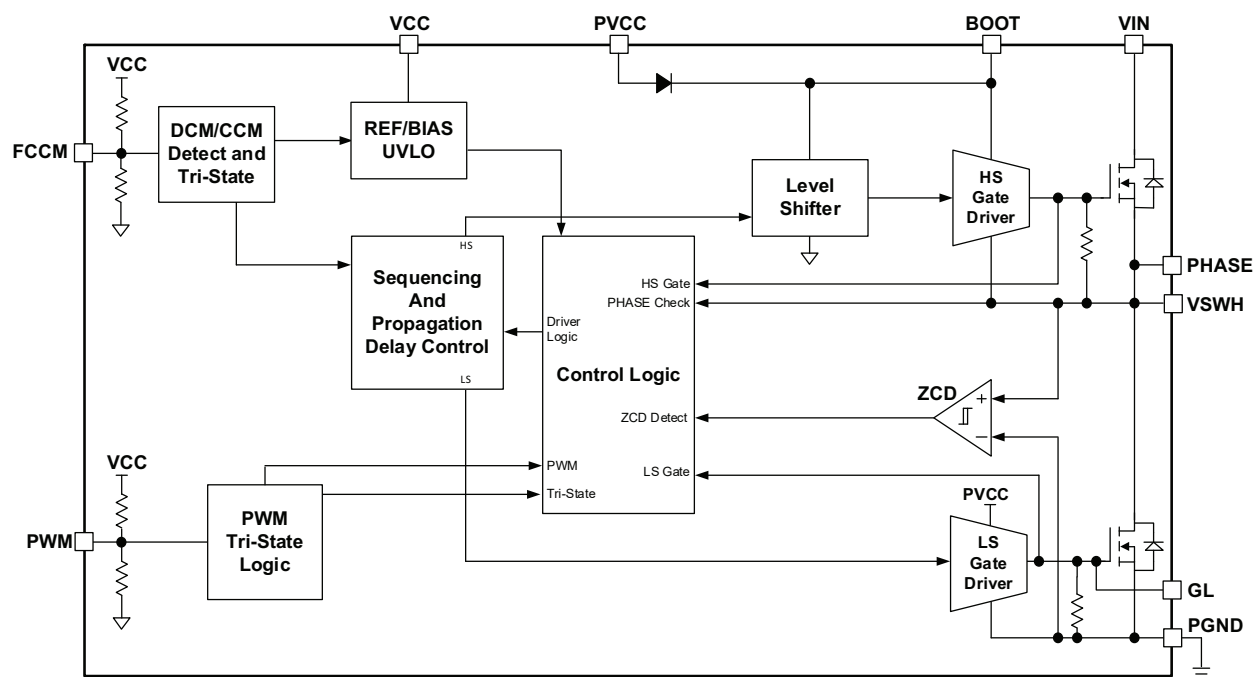 VCC
PVCC
BOOT
VIN
VCC
FCCM
DCM/CCM
Detect and
Tri-State
REF/BIAS
UVLO
Level
Shifter
HS
Gate
Driver
HS
Sequencing
And
Propagation
Delay Control
LS
HS Gate
PHASE Check
Driver
Logic
Control Logic
ZCD Detect
LS Gate
PWM
Tri-State
PHASE
VSWH
ZCD
+
−
VCC
PWM
PWM
Tri-State
Logic
PVCC
LS
Gate
Driver
GL
PGND